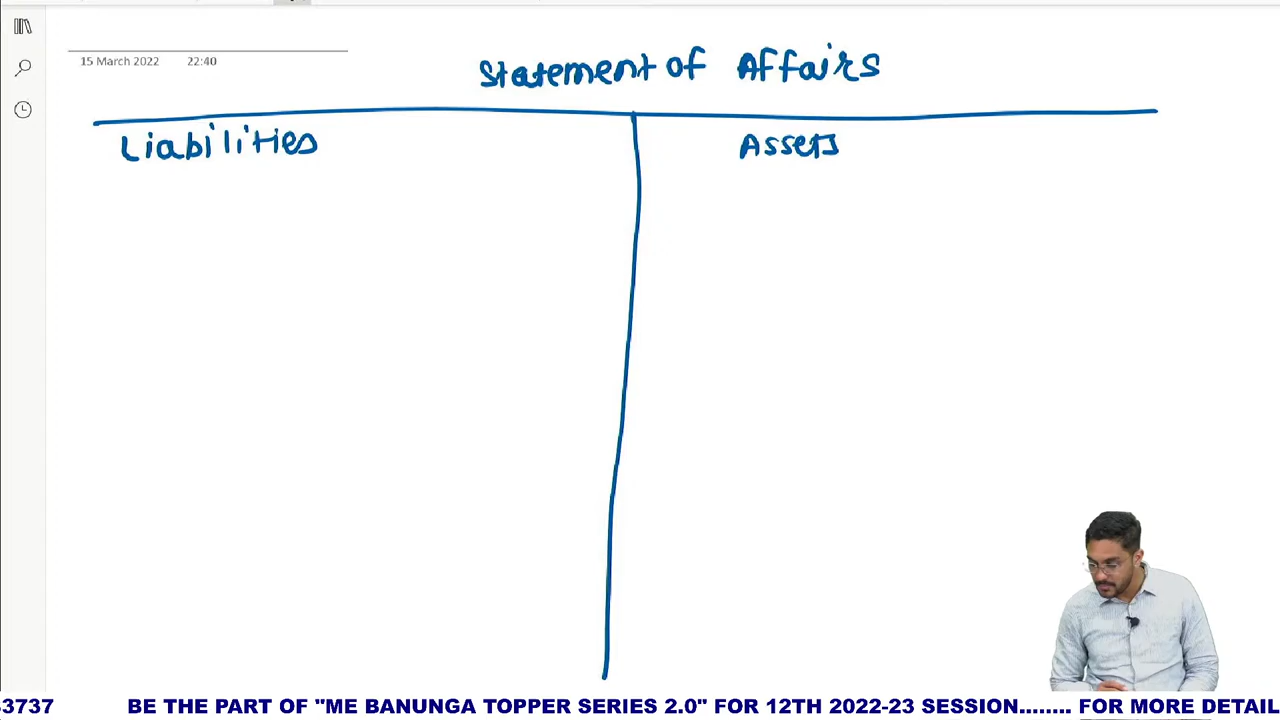 15 March 2022 22:40
Statement of Affairs
Liabilities Assets
3737 BE THE PART OF "ME BANUNGA TOPPER SERIES 2.0" FOR 12TH 2022-23 SESSION........ FOR MORE DETAIL